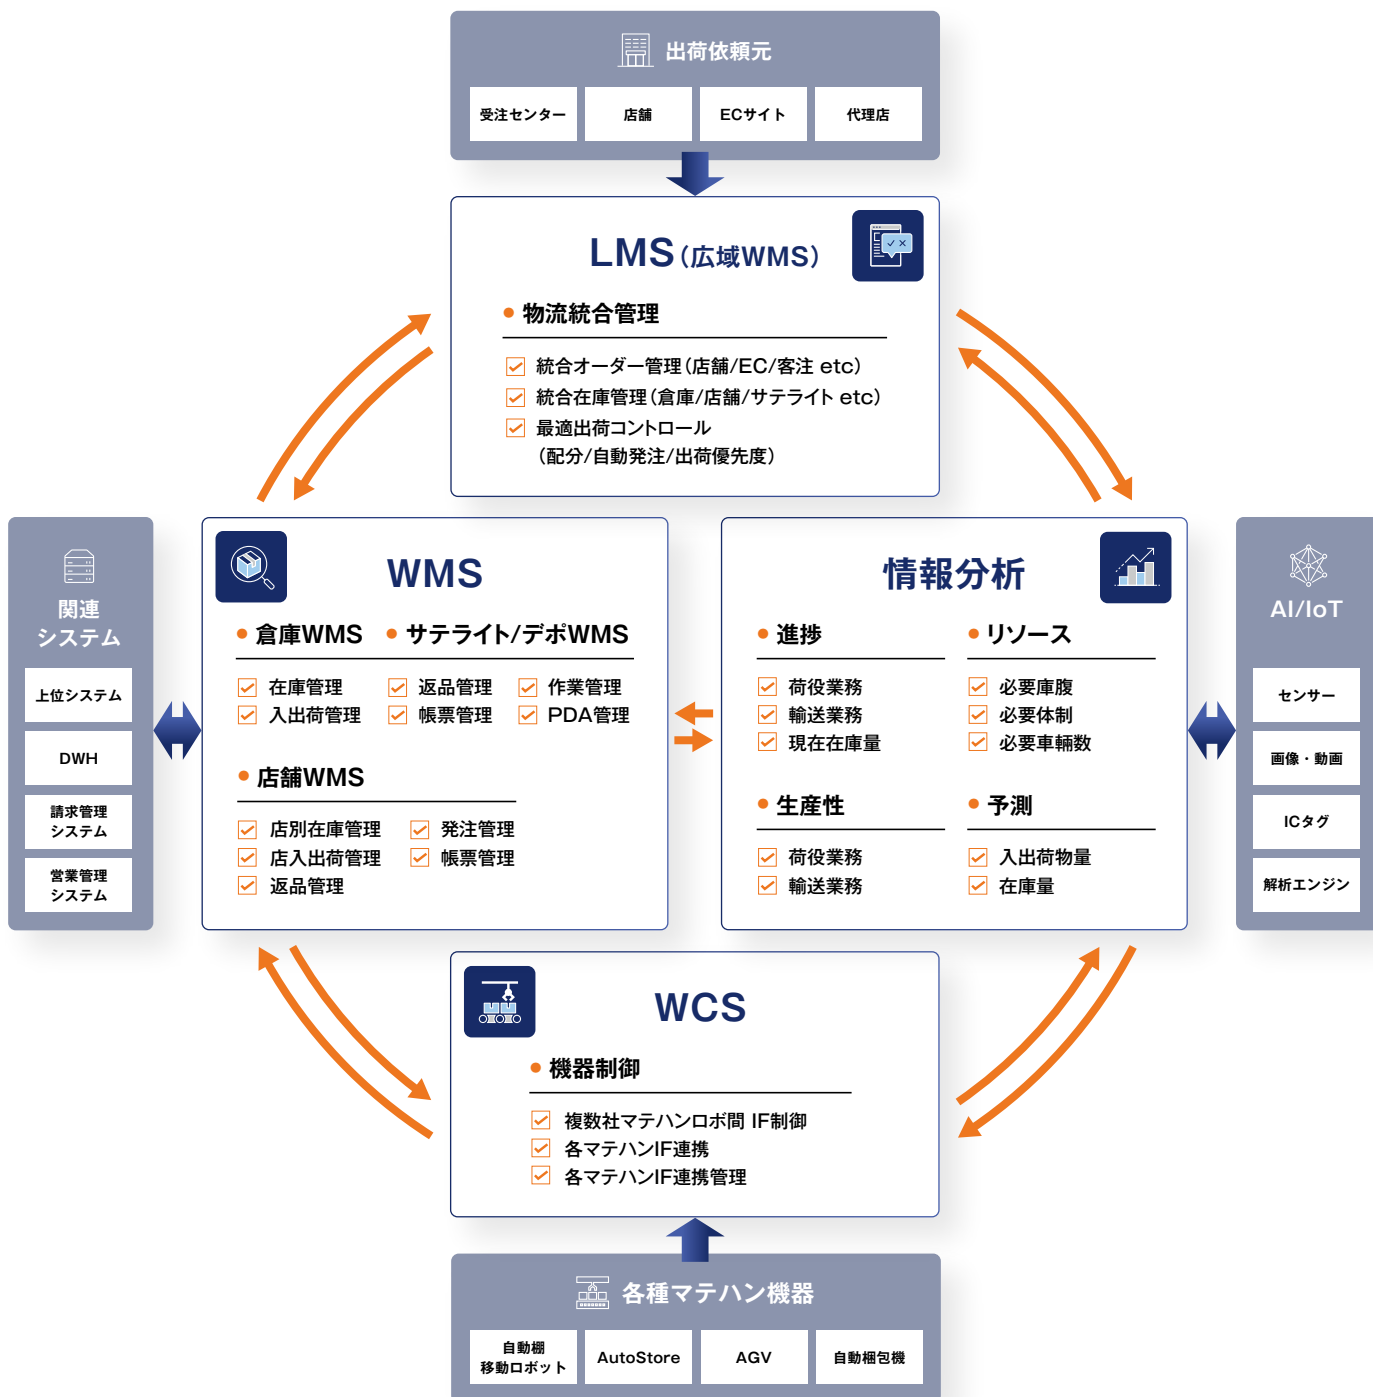 出荷依頼元
受注センター
店舗
ECサイト
代理店
LMS(広域WMS)
物流統合管理
統合オーダー管理(店舗/EC/客注 etc)
統合在庫管理(倉庫/店舗/サテライト etc)
最適出荷コントロール
(配分/自動発注/出荷優先度)
関連
システム
上位システム
DWH
請求管理
システム
営業管理
システム
WMS
倉庫WMS
サテライト/デポWMS
在庫管理
返品管理
作業管理
入出荷管理
帳票管理
PDA管理
店舗WMS
店別在庫管理
発注管理
店入出荷管理
帳票管理
返品管理
情報分析
進捗
荷役業務
輸送業務
現在在庫量
リソース
必要庫腹
必要体制
必要車輌数
生産性
荷役業務
輸送業務
予測
入出荷物量
在庫量
AI/IoT
センサー
画像・動画
ICタグ
解析エンジン
WCS
機器制御
複数社マテハンロボ間 IF制御
各マテハンIF連携
各マテハンIF連携管理
各種マテハン機器
自動棚
移動ロボット
AutoStore
AGV
自動梱包機